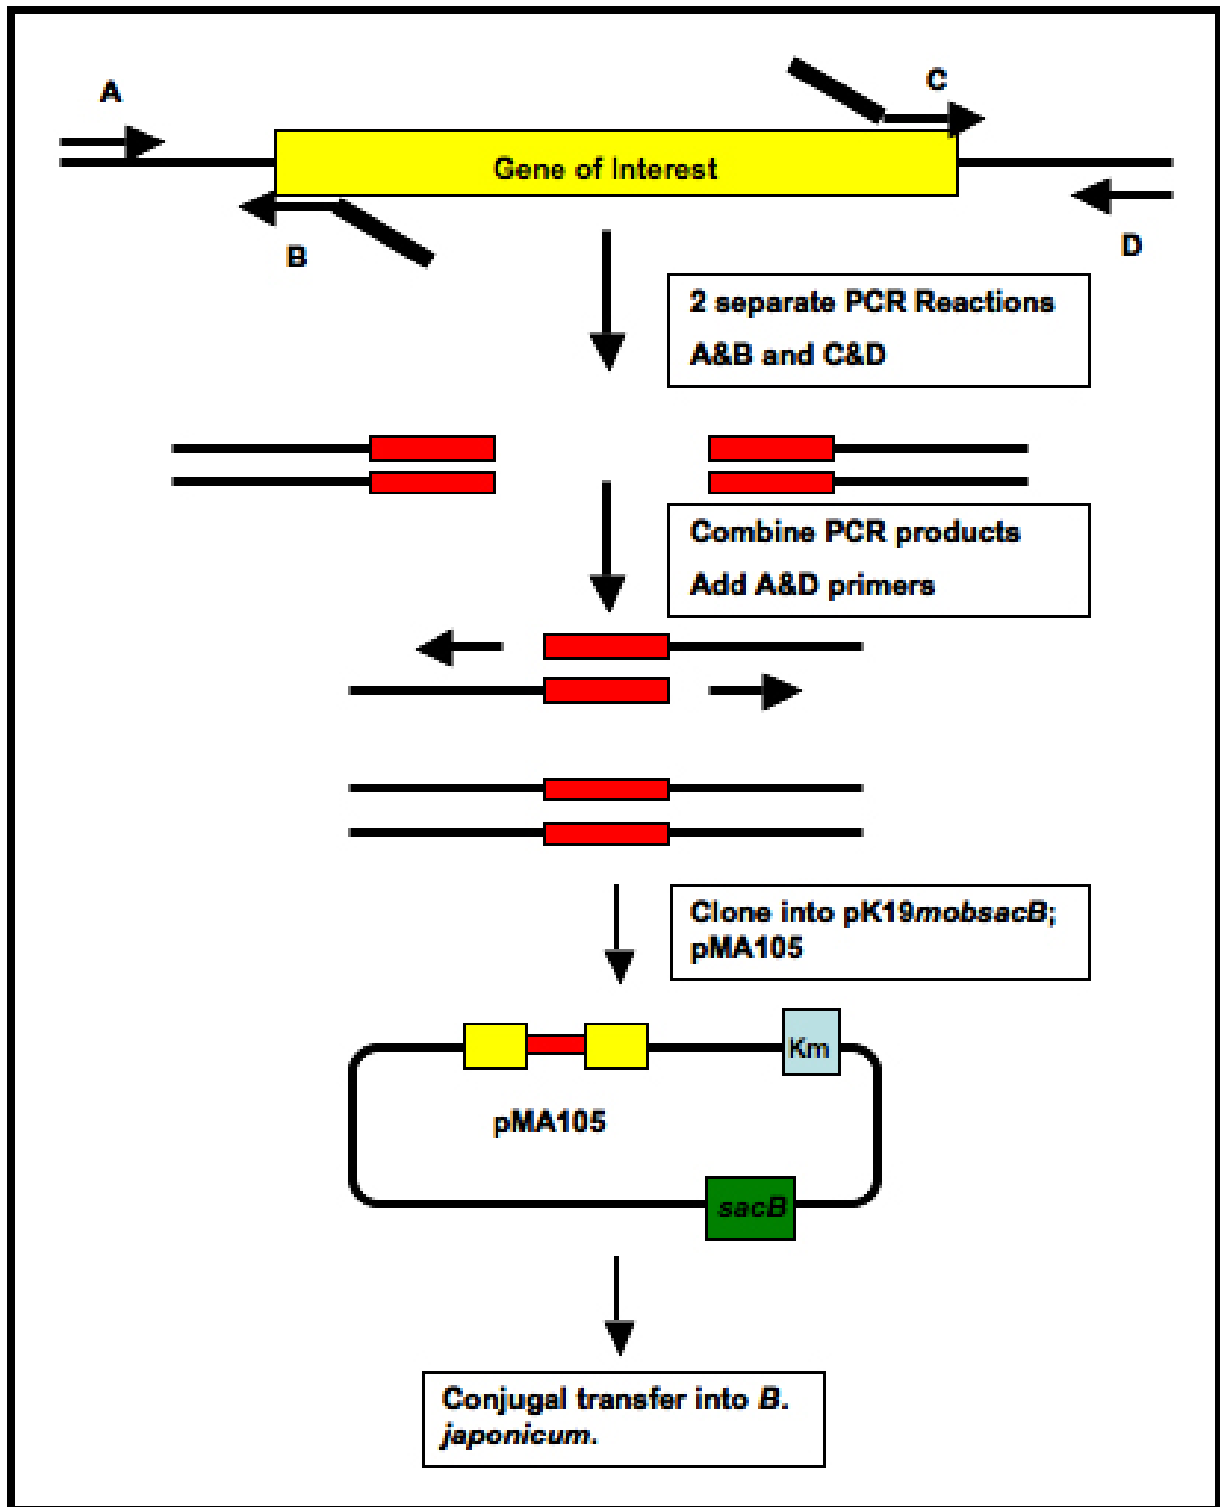 A
C
Gene of Interest
B
D
2 separate PCR Reactions
A&B and C&D
Combine PCR products
Add A&D primers
Clone into pK19mobsacB;
pMA105
Km
pMA105
sacB
Conjugal transfer into B.
japonicum.